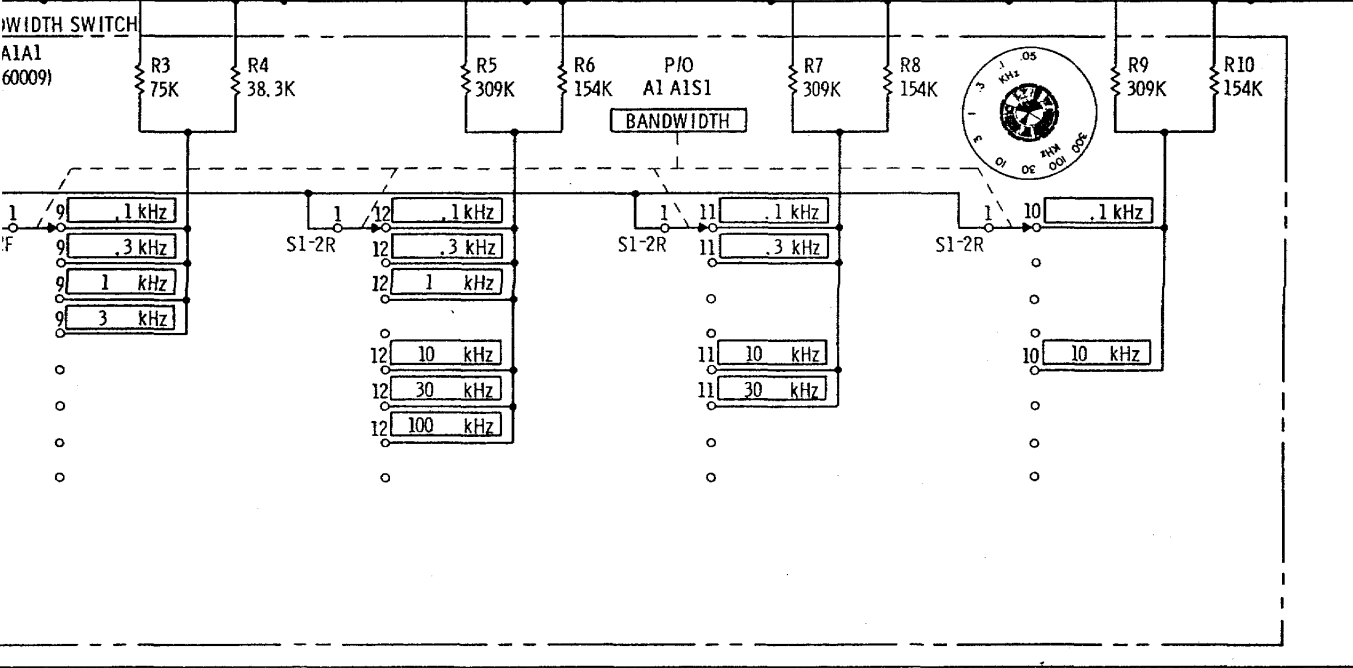 WIDTH SWITCH
A1A1
60009)
R3
75K
R4
38.3K
R5
309K
R6
154K
P/O
A1 A1S1
BANDWIDTH
R7
309K
R8
154K
.1 .05
KHz
.3
1
3
10
30
100
300
KHz
R9
309K
R10
154K
1
9 .1 kHz
9 .3 kHz
9 1 kHz
9 3 kHz
1
S1-2R
12 .1 kHz
12 .3 kHz
12 1 kHz
12 10 kHz
12 30 kHz
12 100 kHz
1
S1-2R
11 .1 kHz
11 .3 kHz
11 10 kHz
11 30 kHz
1
S1-2R
10 .1 kHz
10 10 kHz